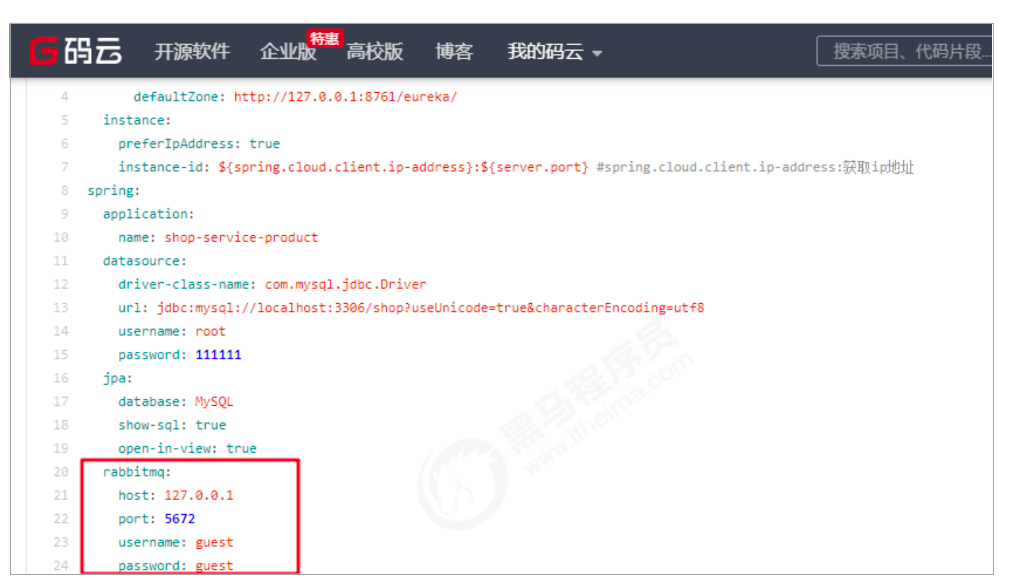 G 码云 开源软件 企业版 特惠 高校版 博客 我的码云 搜索项目、代码片段...
4 defaultZone: http://127.0.0.1:8761/eureka/
5 instance:
6 preferIpAddress: true
7 instance-id: ${spring.cloud.client.ip-address}:${server.port} #spring.cloud.client.ip-address:获取ip地址
8 spring:
9 application:
10 name: shop-service-product
11 datasource:
12 driver-class-name: com.mysql.jdbc.Driver
13 url: jdbc:mysql://localhost:3306/shop?useUnicode=true&characterEncoding=utf8
14 username: root
15 password: 111111
16 jpa:
17 database: MySQL
18 show-sql: true
19 open-in-view: true
20 rabbitmq:
21 host: 127.0.0.1
22 port: 5672
23 username: guest
24 password: guest
黑马程序员
www.itheima.com